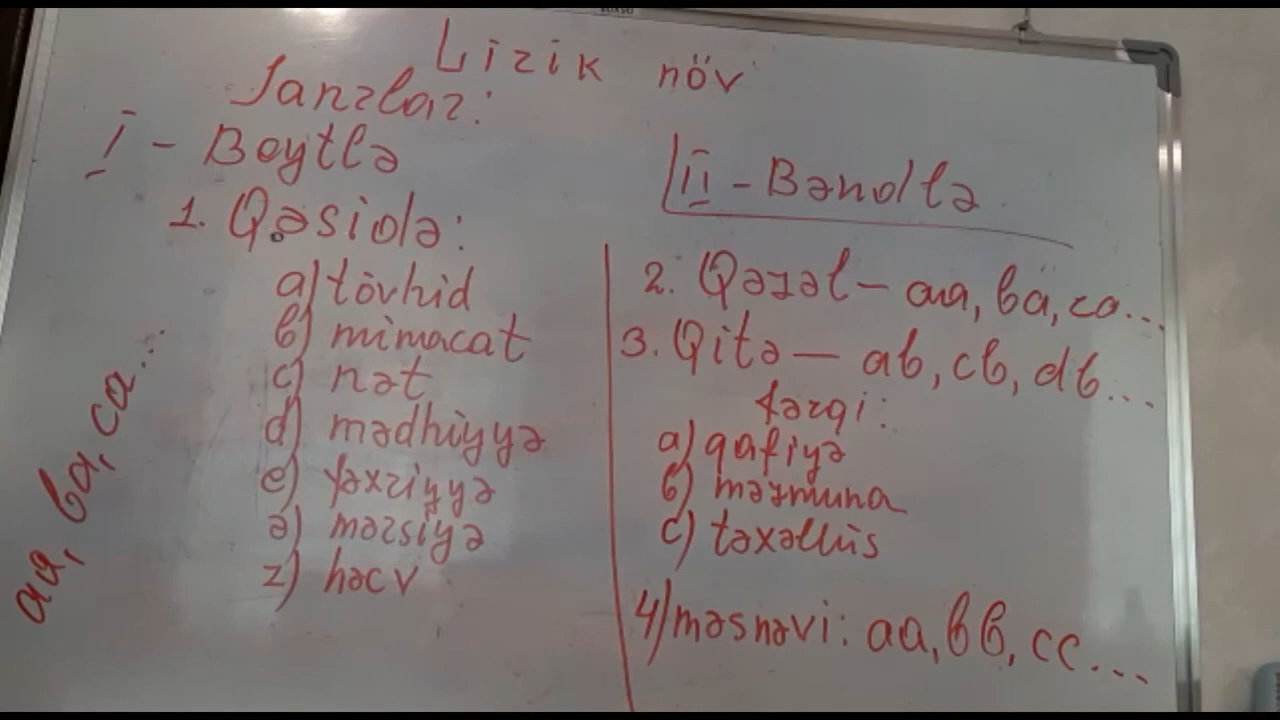 Lirik növ
Janrlar:
I - Beytlə
1. Qəsidə:
a) tövhid
b) minacat
c) nət
d) mədhiyyə
e) fəxriyyə
ə) mərsiyə
z) həcv
aa, ba, ca...
II - Bəndlə
2. Qəzəl - aa, ba, ca...
3. Qitə - ab, cb, db...
fərqi:
a) qafiyə
b) məzmuna
c) təxəllüs
4) məsnəvi: aa, bb, cc...